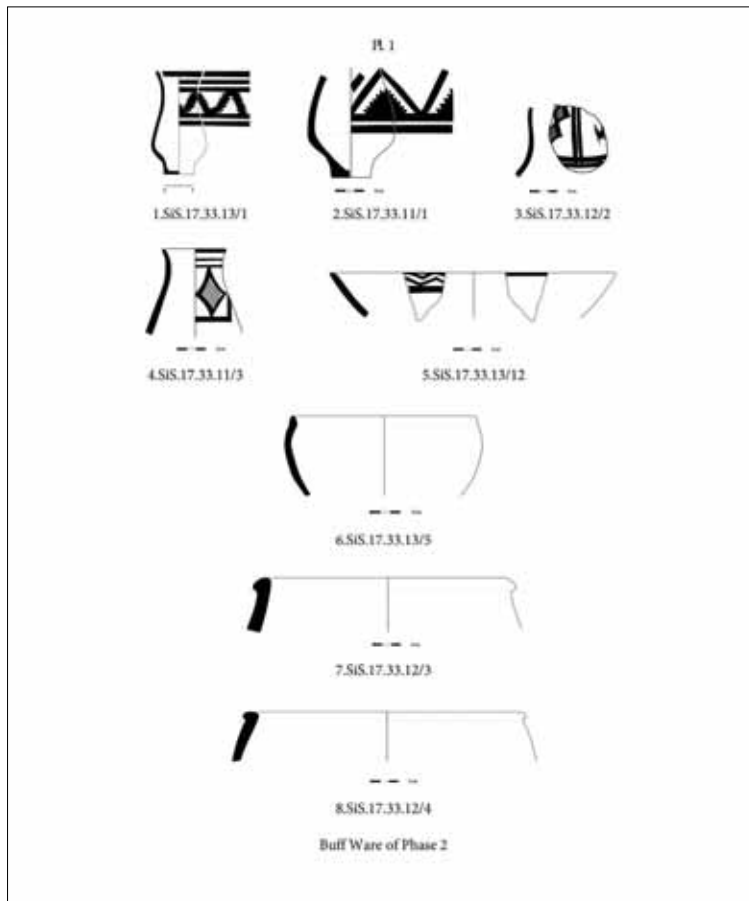 Pl. 1
1.SiS.17.33.13/1
2.SiS.17.33.11/1
3.SiS.17.33.12/2
4.SiS.17.33.11/3
5.SiS.17.33.13/12
6.SiS.17.33.13/5
7.SiS.17.33.12/3
8.SiS.17.33.12/4
Buff Ware of Phase 2